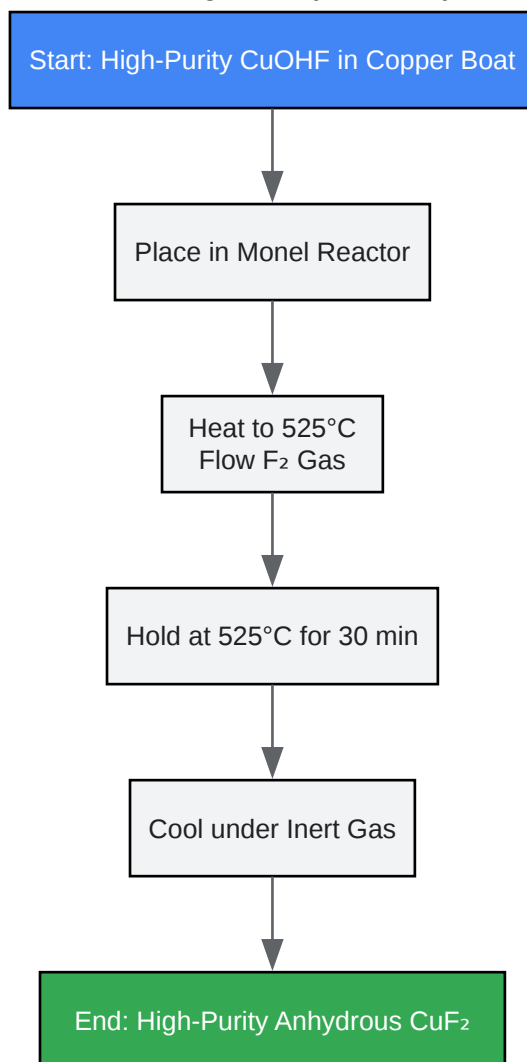 Start: High-Purity CuOHF in Copper Boat
Place in Monel Reactor
Heat to 525°C
Flow F₂ Gas
Hold at 525°C for 30 min
Cool under Inert Gas
End: High-Purity Anhydrous CuF₂